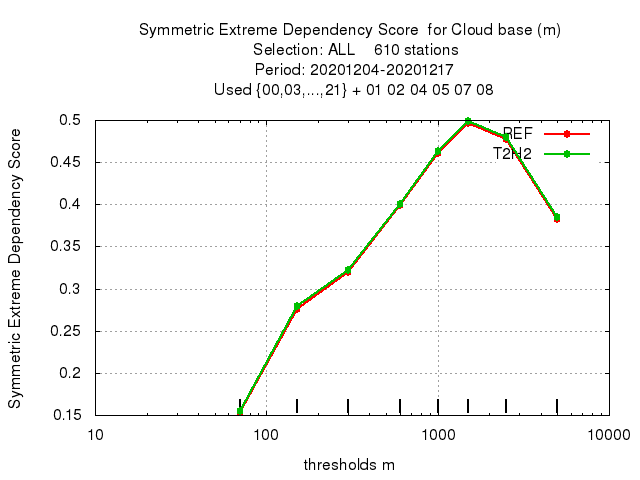 Symmetric Extreme Dependency Score for Cloud base (m)
Selection: ALL 610 stations
Period: 20201204-20201217
Used {00,03,...,21} + 01 02 04 05 07 08
Symmetric Extreme Dependency Score
0.5
0.45
0.4
0.35
0.3
0.25
0.2
0.15
REF
T2H2
10
100
1000
10000
thresholds m